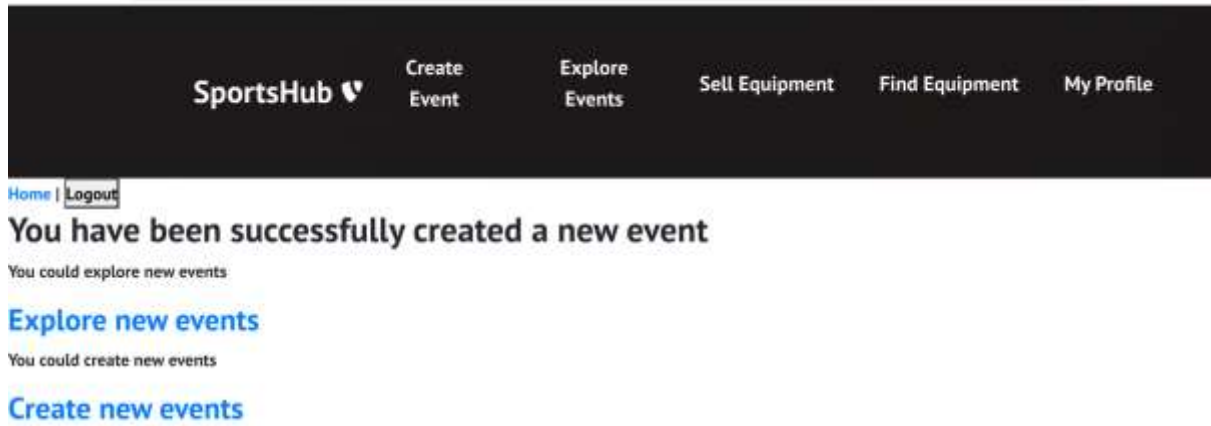 SportsHub
Create Event
Explore Events
Sell Equipment
Find Equipment
My Profile
Home | Logout
You have been successfully created a new event
You could explore new events
Explore new events
You could create new events
Create new events